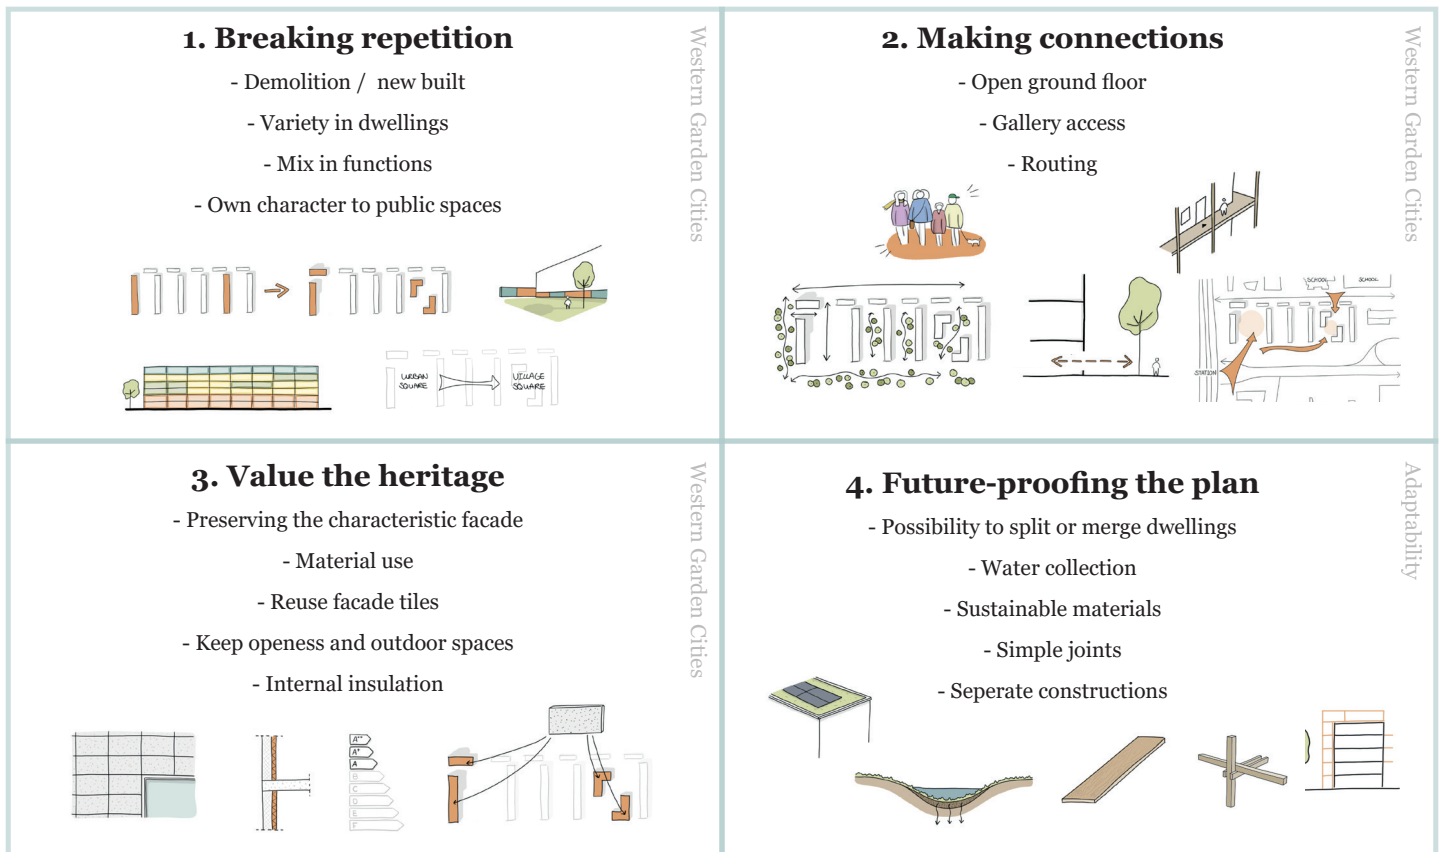 1. Breaking repetition
- Demolition / new built
- Variety in dwellings
- Mix in functions
- Own character to public spaces
Western Garden Cities
URBAN
SQUARE
VILLAGE
SQUARE
2. Making connections
- Open ground floor
- Gallery access
- Routing
Western Garden Cities
SCHOOL
SCHOOL
STATION
3. Value the heritage
- Preserving the characteristic facade
- Material use
- Reuse facade tiles
- Keep openess and outdoor spaces
- Internal insulation
Western Garden Cities
A++
A+
A
B
C
D
E
F
4. Future-proofing the plan
- Possibility to split or merge dwellings
- Water collection
- Sustainable materials
- Simple joints
- Seperate constructions
Adaptability